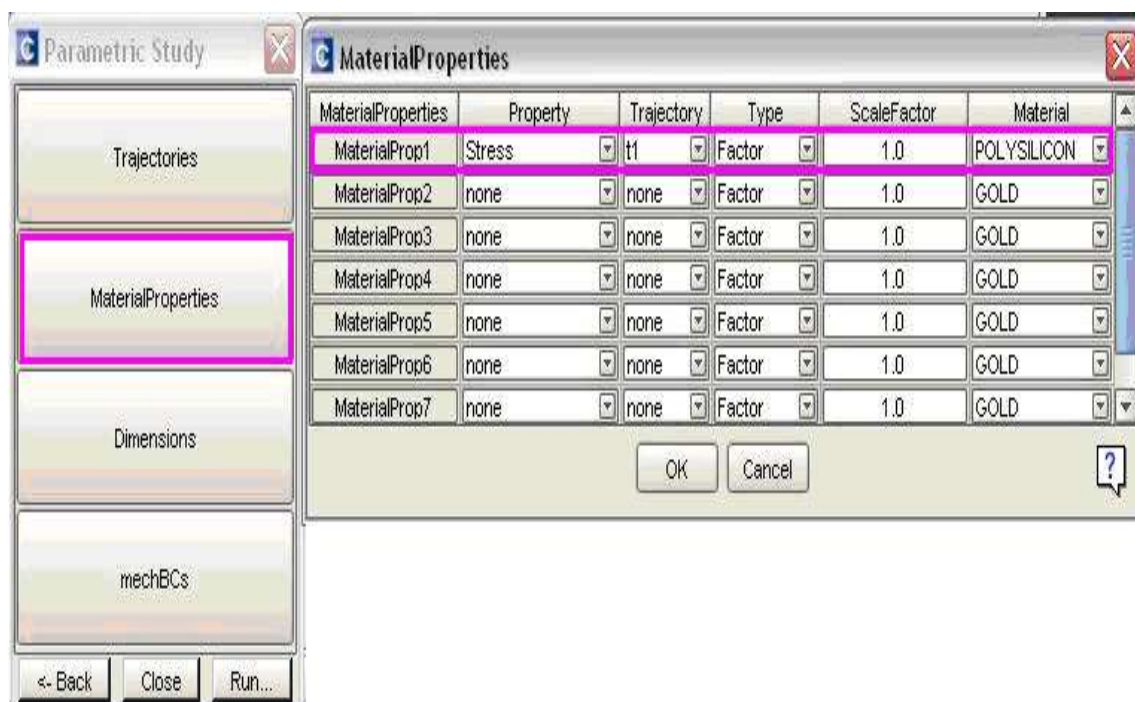 Parametric Study
Trajectories
MaterialProperties
Dimensions
mechBCs
<- Back Close Run...
MaterialProperties
MaterialProperties Property Trajectory Type ScaleFactor Material
MaterialProp1 Stress t1 Factor 1.0 POLYSILICON
MaterialProp2 none none Factor 1.0 GOLD
MaterialProp3 none none Factor 1.0 GOLD
MaterialProp4 none none Factor 1.0 GOLD
MaterialProp5 none none Factor 1.0 GOLD
MaterialProp6 none none Factor 1.0 GOLD
MaterialProp7 none none Factor 1.0 GOLD
OK Cancel ?